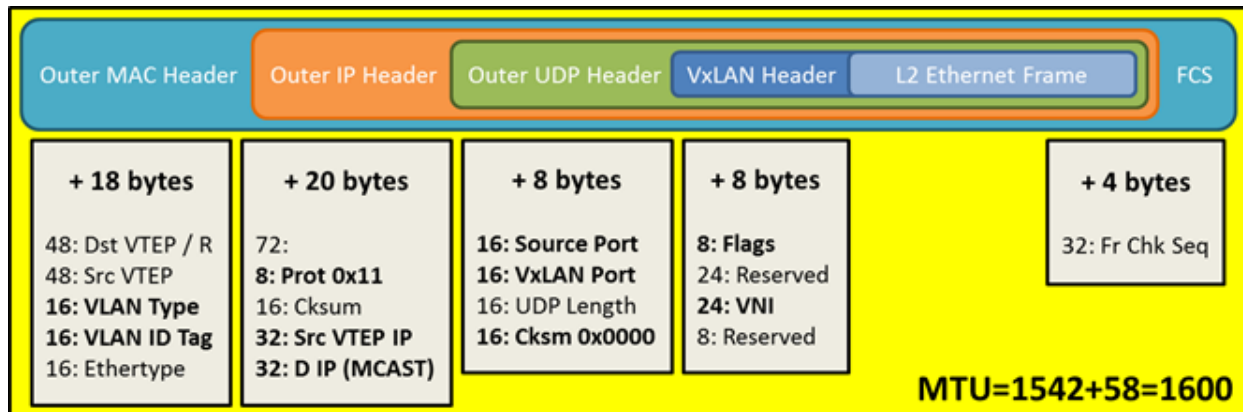 Outer MAC Header
Outer IP Header
Outer UDP Header
VxLAN Header
L2 Ethernet Frame
FCS
+ 18 bytes
48: Dst VTEP / R
48: Src VTEP
16: VLAN Type
16: VLAN ID Tag
16: Ethertype
+ 20 bytes
72:
8: Prot 0x11
16: Cksum
32: Src VTEP IP
32: D IP (MCAST)
+ 8 bytes
16: Source Port
16: VxLAN Port
16: UDP Length
16: Cksm 0x0000
+ 8 bytes
8: Flags
24: Reserved
24: VNI
8: Reserved
+ 4 bytes
32: Fr Chk Seq
MTU=1542+58=1600